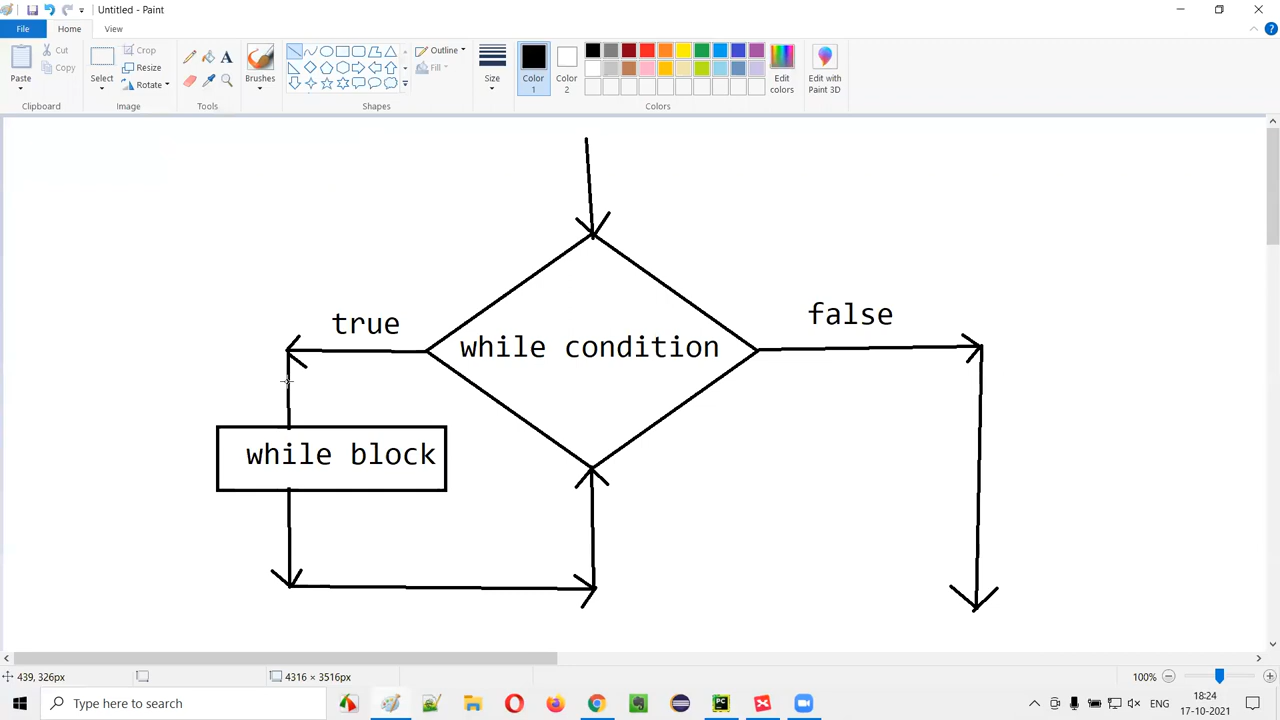 Untitled - Paint
File Home View
Paste
Cut
Copy
Clipboard
Select
Crop
Resize
Rotate
Image
A
Tools
Brushes
Outline
Fill
Shapes
Size
Color 1
Color 2
Edit colors
Colors
Edit with Paint 3D
true
while condition
false
while block
439, 326px
4316 × 3516px
100%
Type here to search
PC
ENG
18:24
17-10-2021